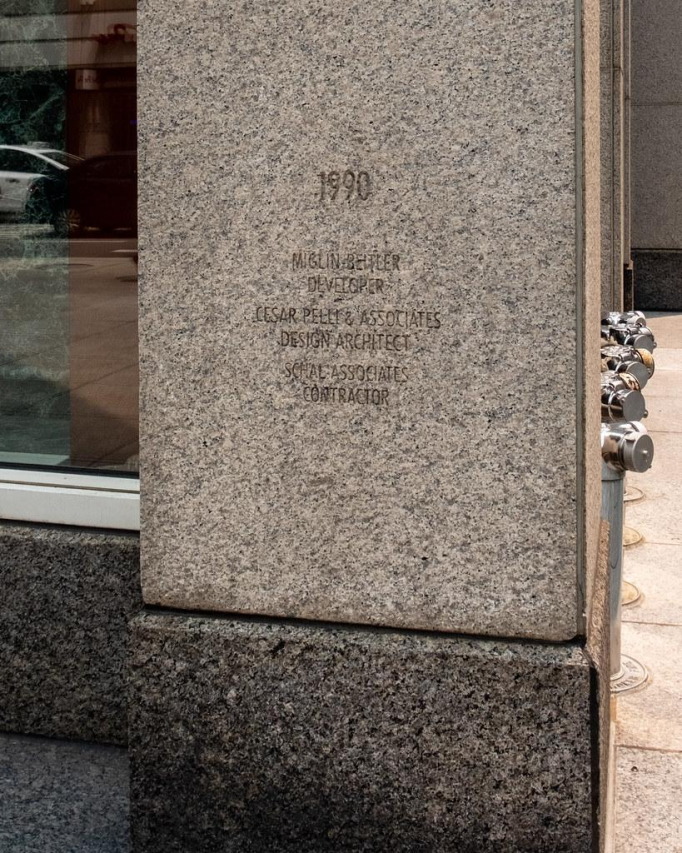 1990
MIGLIN-BEITLER
DEVELOPER
CESAR PELLI & ASSOCIATES
DESIGN ARCHITECT
SCHAL ASSOCIATES
CONTRACTOR